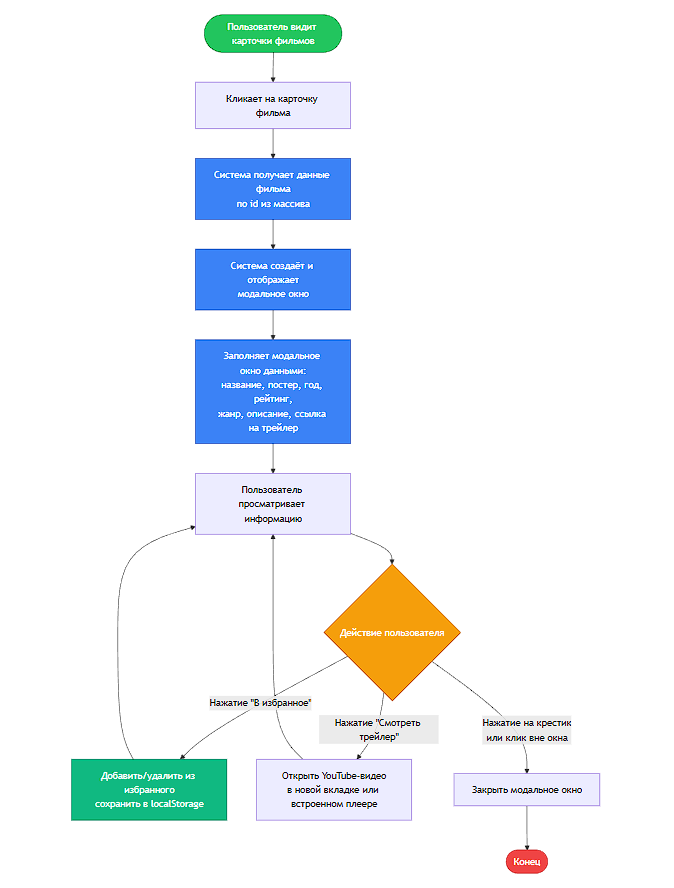 Пользователь видит
карточки фильмов
Кликает на карточку
фильма
Система получает данные
фильма
по id из массива
Система создаёт и
отображает
модальное окно
Заполняет модальное
окно данными:
название, постер, год,
рейтинг,
жанр, описание, ссылка
на трейлер
Пользователь
просматривает
информацию
Действие пользователя
Нажатие "В избранное"
Нажатие "Смотреть
трейлер"
Нажатие на крестик
или клик вне окна
Добавить/удалить из
избранного
сохранить в localStorage
Открыть YouTube-видео
в новой вкладке или
встроенном плеере
Закрыть модальное окно
Конец